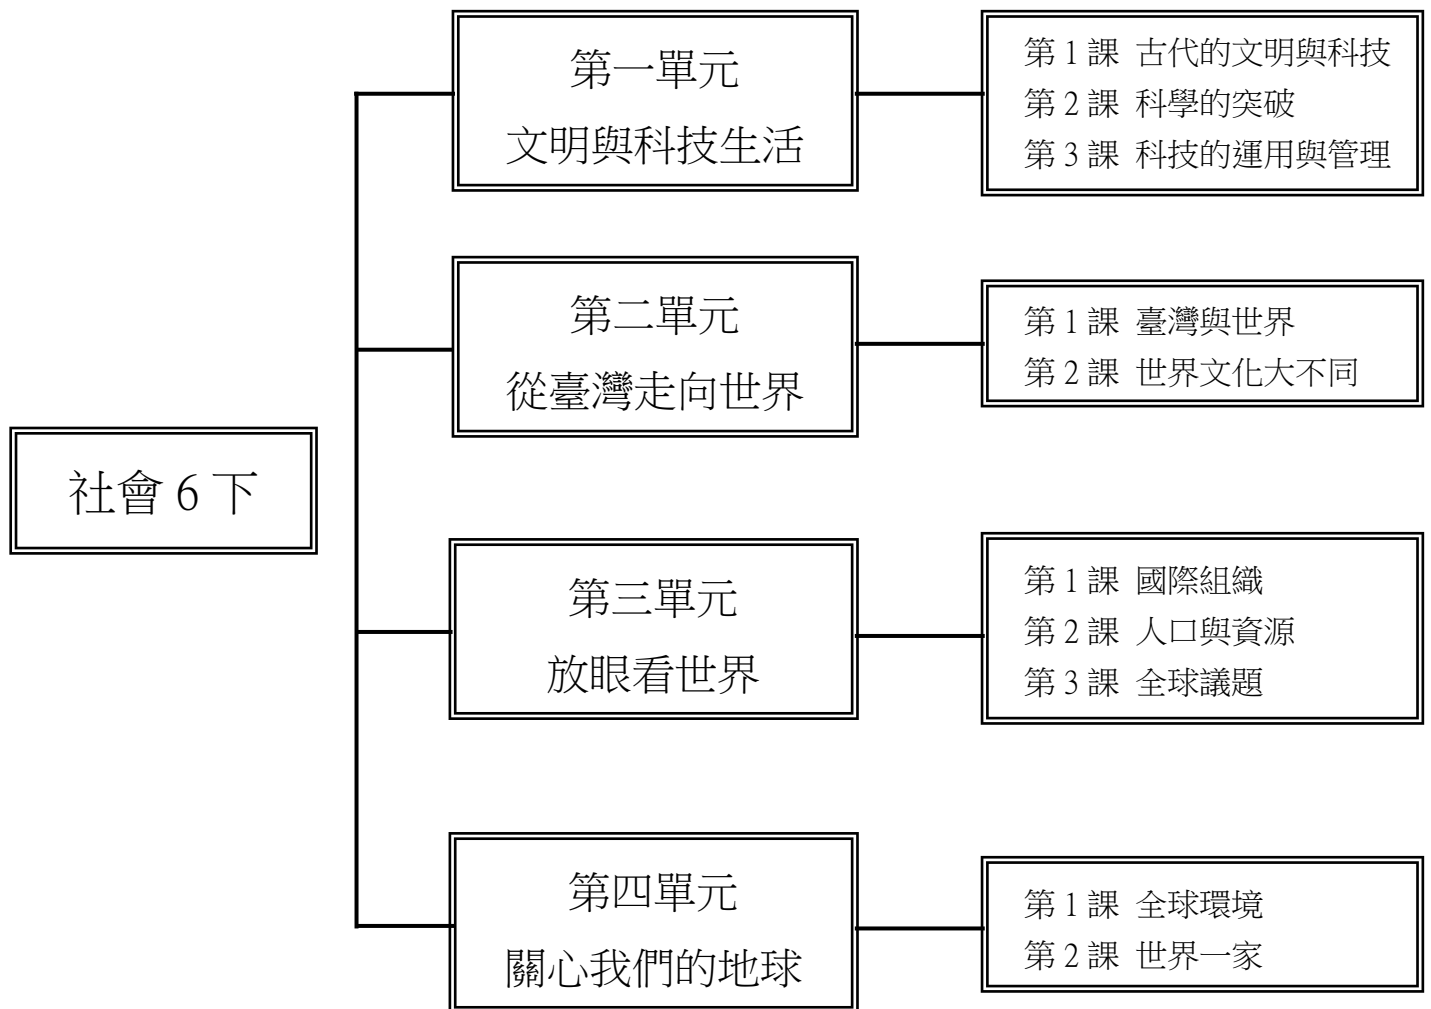 社會 6 下
第一單元
文明與科技生活
第 1 課 古代的文明與科技
第 2 課 科學的突破
第 3 課 科技的運用與管理
第二單元
從臺灣走向世界
第 1 課 臺灣與世界
第 2 課 世界文化大不同
第三單元
放眼看世界
第 1 課 國際組織
第 2 課 人口與資源
第 3 課 全球議題
第四單元
關心我們的地球
第 1 課 全球環境
第 2 課 世界一家